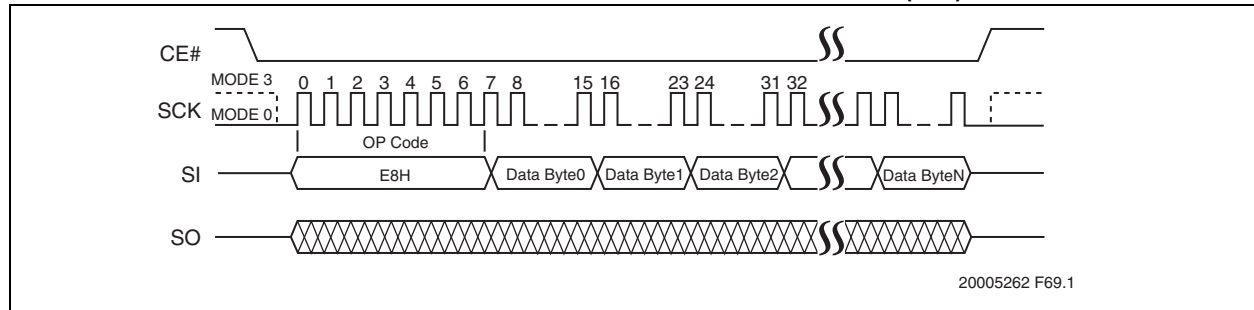 CE#
MODE 3 0 1 2 3 4 5 6 7 8 15 16 23 24 31 32
SCK MODE 0
OP Code
SI E8H Data Byte0 Data Byte1 Data Byte2 Data ByteN
SO
20005262 F69.1